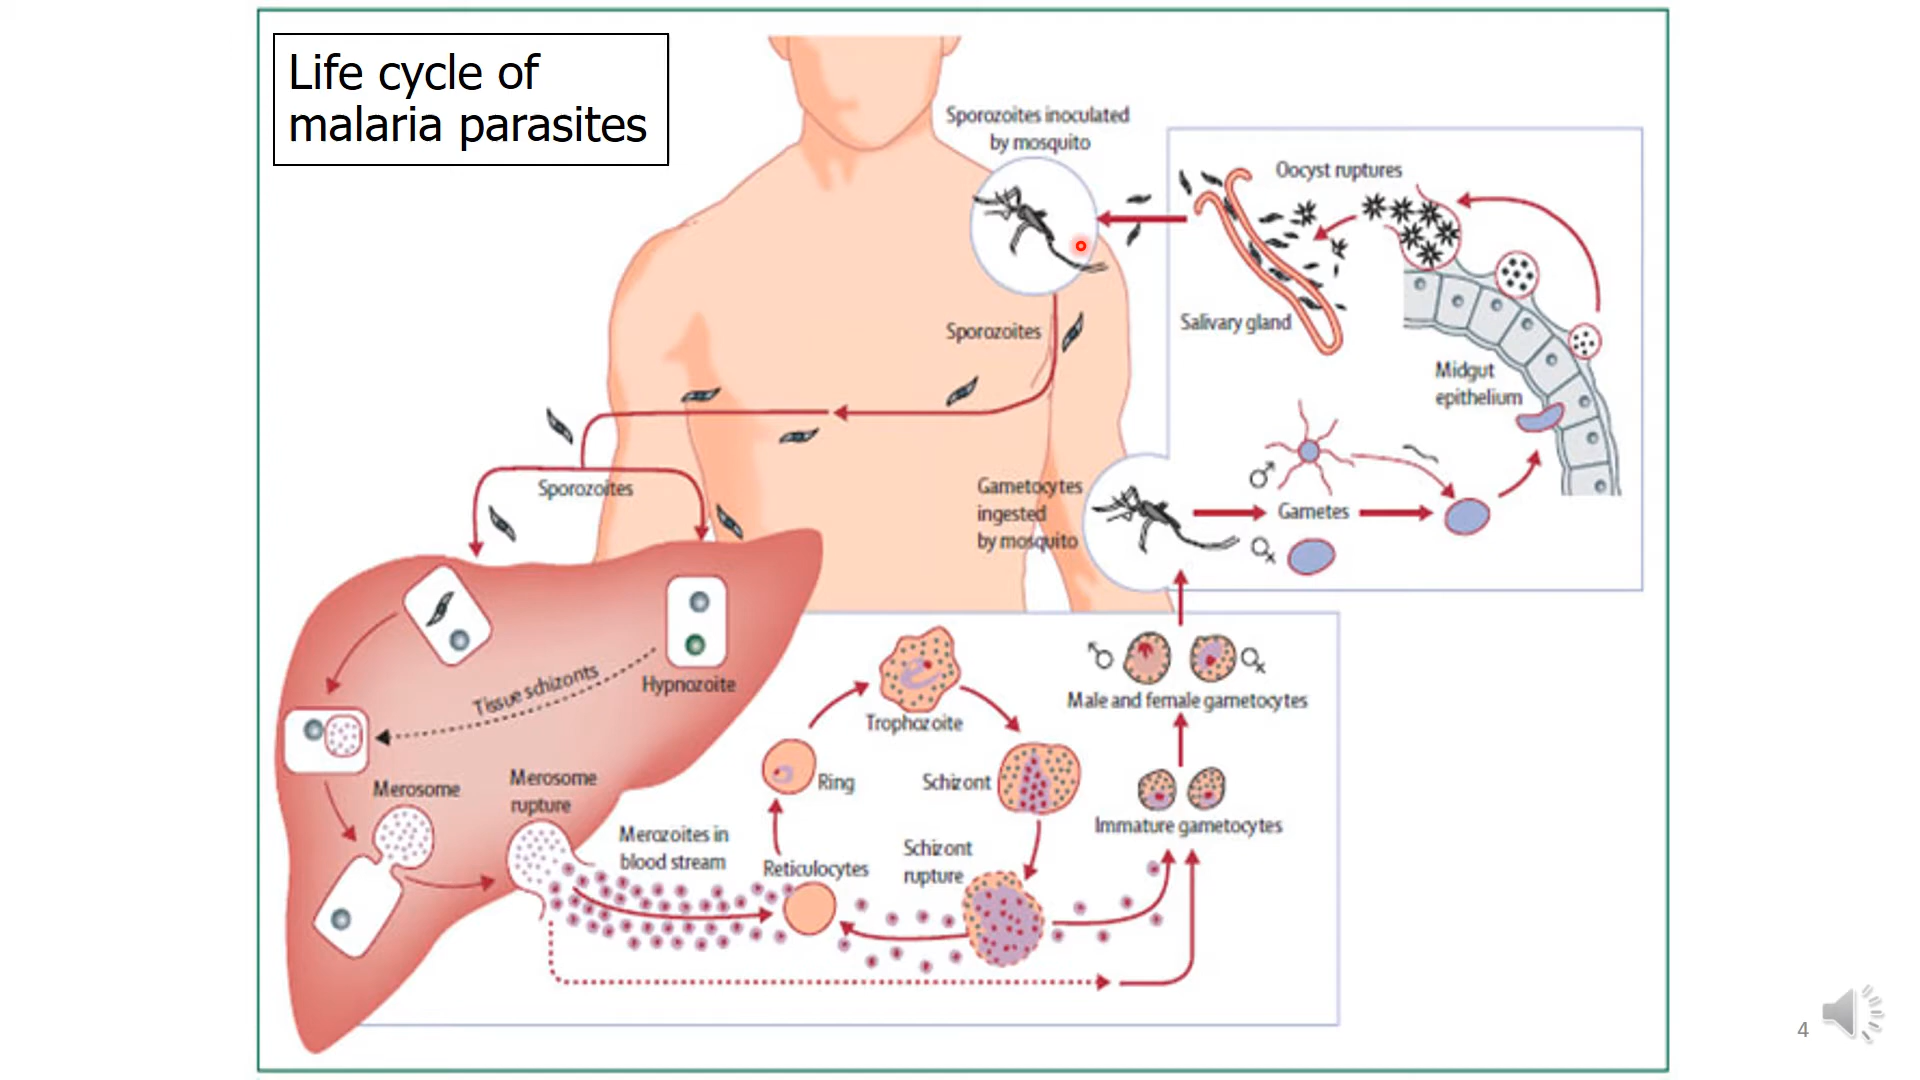 Life cycle of
malaria parasites
Sporozoites inoculated
by mosquito
Oocyst ruptures
Salivary gland
Midgut
epithelium
Sporozoites
Sporozoites
Gametocytes
ingested
by mosquito
Gametes
Hypnozoite
Tissue schizonts
Merosome
Merosome
rupture
Merozoites in
blood stream
Reticulocytes
Ring
Trophozoite
Schizont
Schizont
rupture
Male and female gametocytes
Immature gametocytes
4